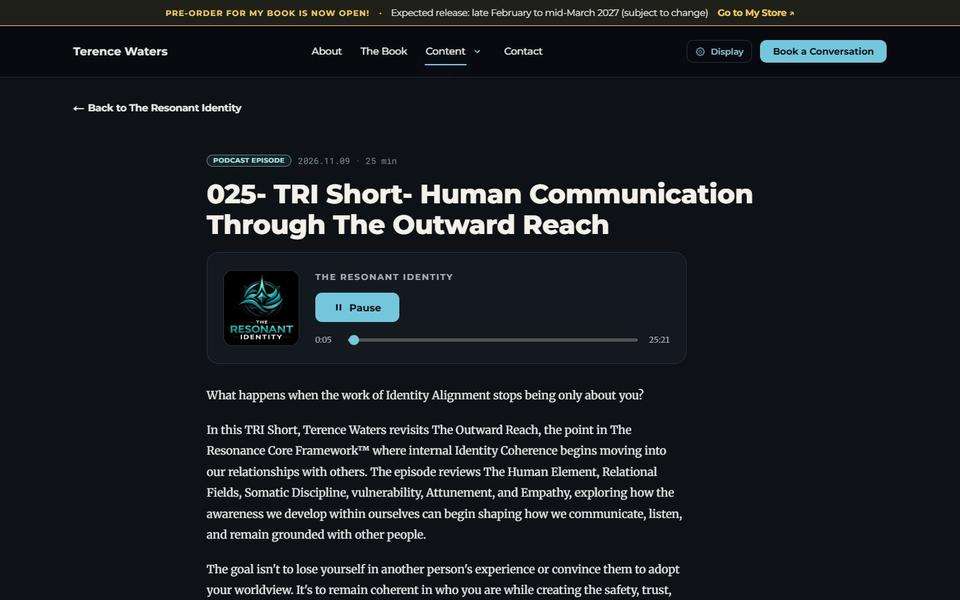 PRE-ORDER FOR MY BOOK IS NOW OPEN! · Expected release: late February to mid-March 2027 (subject to change) Go to My Store ↗
Terence Waters
About The Book Content Contact
Display
Book a Conversation
← Back to The Resonant Identity
PODCAST EPISODE 2026.11.09 · 25 min
025- TRI Short- Human Communication
Through The Outward Reach
THE RESONANT IDENTITY
THE
RESONANT
IDENTITY
Pause
0:05 25:21
What happens when the work of Identity Alignment stops being only about you?
In this TRI Short, Terence Waters revisits The Outward Reach, the point in The
Resonance Core Framework™ where internal Identity Coherence begins moving into
our relationships with others. The episode reviews The Human Element, Relational
Fields, Somatic Discipline, vulnerability, Attunement, and Empathy, exploring how the
awareness we develop within ourselves can begin shaping how we communicate, listen,
and remain grounded with other people.
The goal isn't to lose yourself in another person's experience or convince them to adopt
your worldview. It's to remain coherent in who you are while creating the safety, trust,